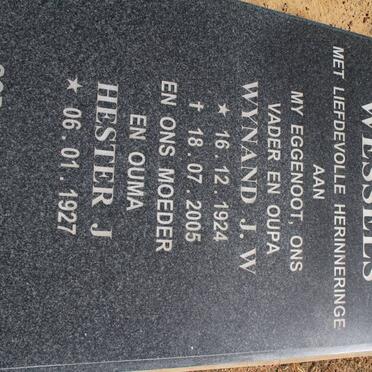 WESSELS
MET LIEFDEVOLLE HERINNERINGE
AAN
MY EGGENOOT, ONS
VADER EN OUPA
WYNAND J. W
★ 16 . 12 . 1924
† 18 . 07 . 2005
EN ONS MOEDER
EN OUMA
HESTER J
★ 06 . 01 . 1927